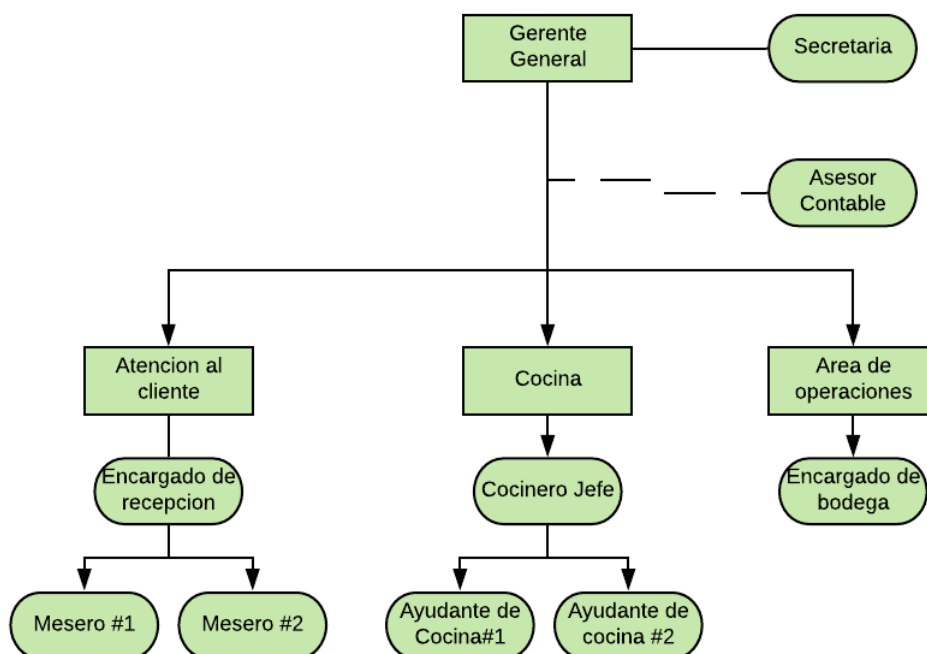 Gerente
General
Secretaria
Asesor
Contable
Atencion al
cliente
Cocina
Area de
operaciones
Encargado de
recepcion
Cocinero Jefe
Encargado de
bodega
Mesero #1
Mesero #2
Ayudante de
Cocina#1
Ayudante de
cocina #2